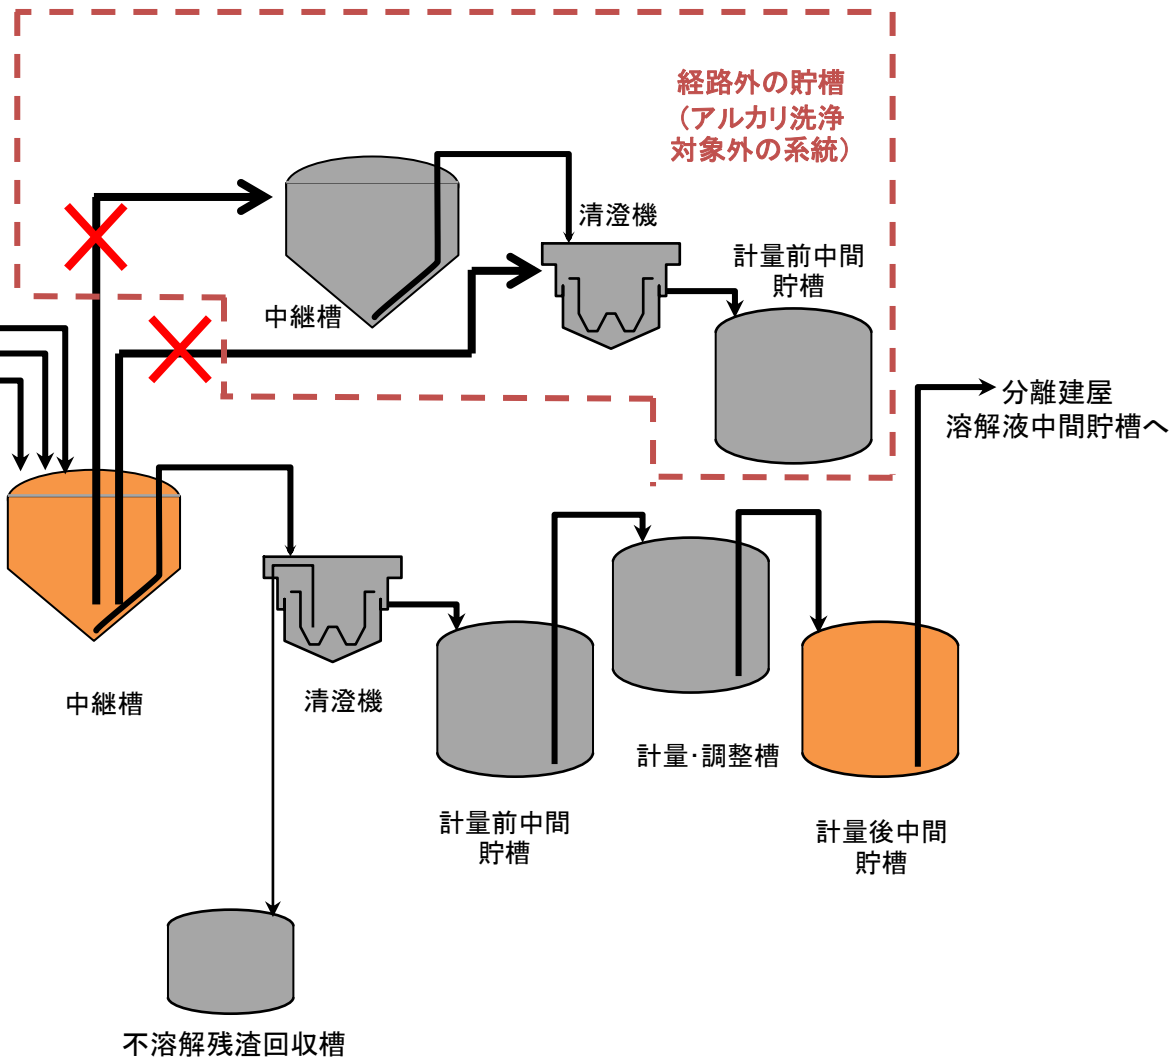 経路外の貯槽
（アルカリ洗浄
対象外の系統）
清澄機
計量前中間
貯槽
中継槽
分離建屋
溶解液中間貯槽へ
中継槽
清澄機
計量・調整槽
計量前中間
貯槽
計量後中間
貯槽
不溶解残渣回収槽